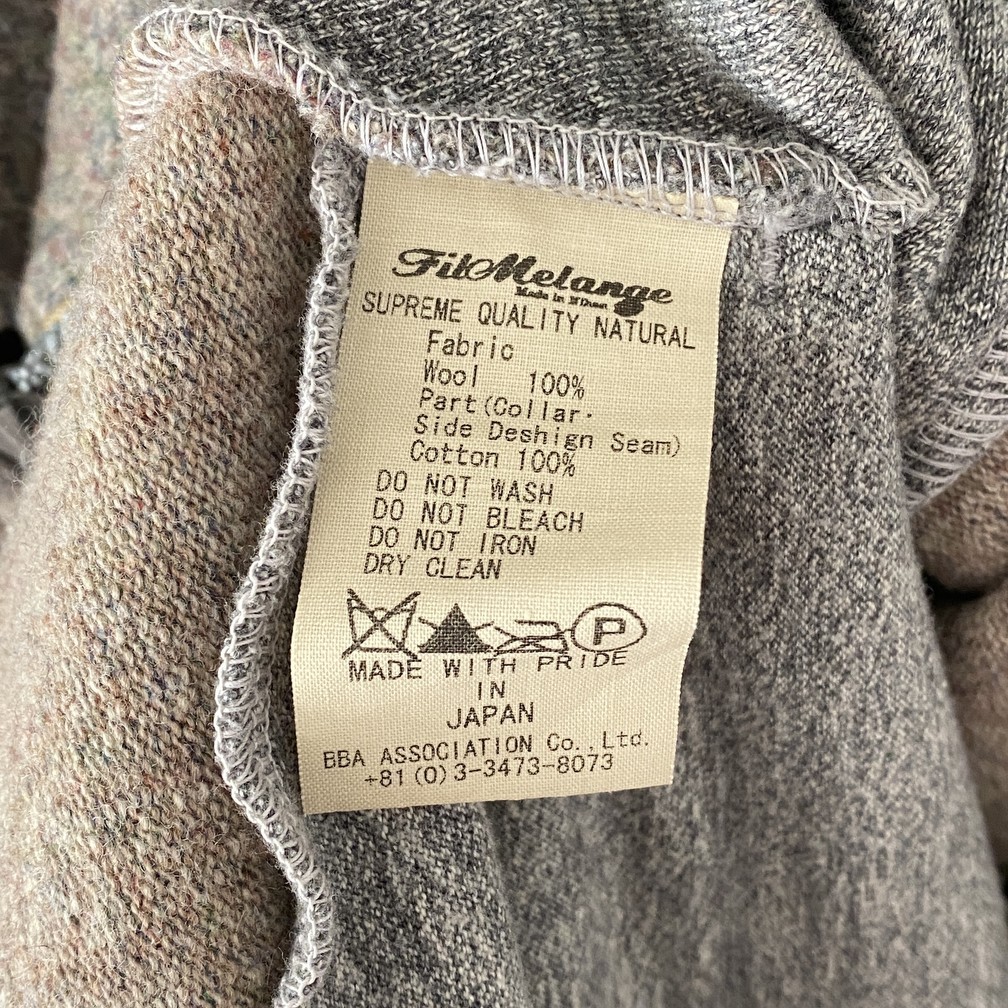 FilMelange
SUPREME QUALITY NATURAL
Fabric
Wool 100%
Part(Collar·
Side Deshign Seam)
Cotton 100%
DO NOT WASH
DO NOT BLEACH
DO NOT IRON
DRY CLEAN
P
MADE WITH PRIDE
IN
JAPAN
BBA ASSOCIATION Co.,Ltd.
+81(0)3-3473-8073